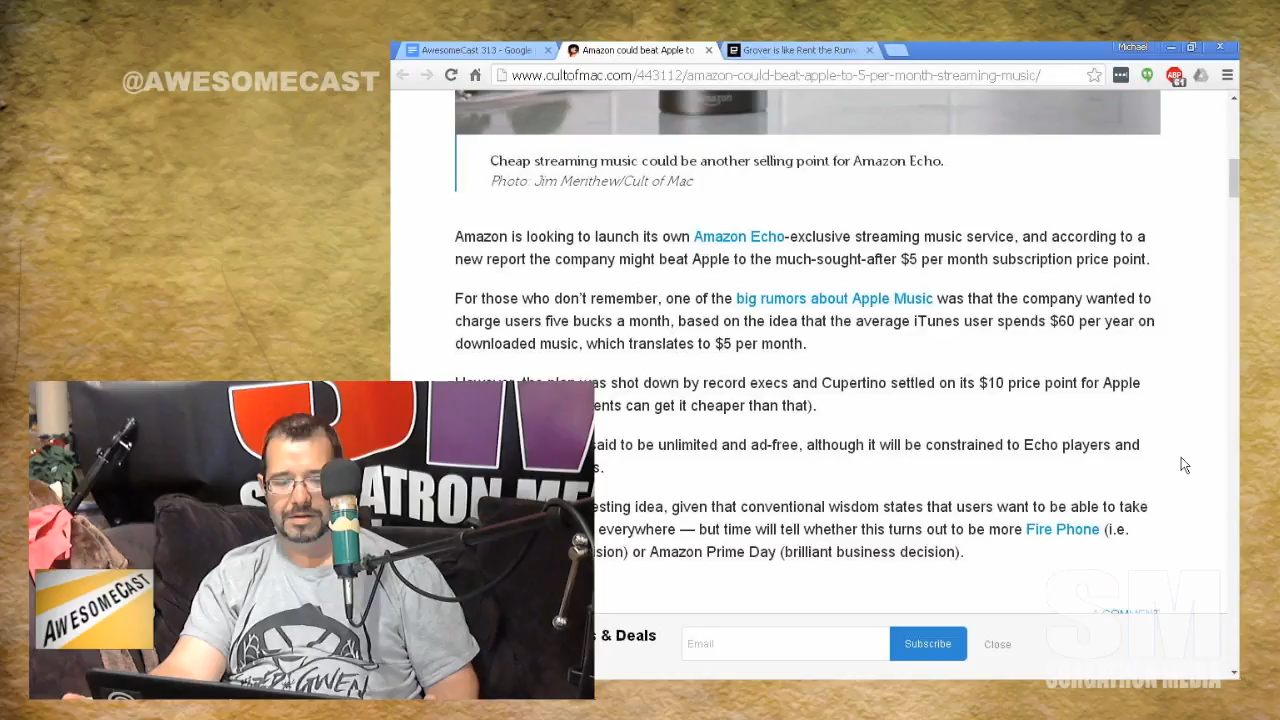 @AWESOMECAST
AwesomeCast 313 - Google
Amazon could beat Apple to
Grover is like Rent the Runw
Michael
www.cultofmac.com/443112/amazon-could-beat-apple-to-5-per-month-streaming-music/
ABP
61
amazon
Cheap streaming music could be another selling point for Amazon Echo.
Photo: Jim Merithew/Cult of Mac
Amazon is looking to launch its own Amazon Echo-exclusive streaming music service, and according to a
new report the company might beat Apple to the much-sought-after $5 per month subscription price point.
For those who don't remember, one of the big rumors about Apple Music was that the company wanted to
charge users five bucks a month, based on the idea that the average iTunes user spends $60 per year on
downloaded music, which translates to $5 per month.
However, the plan was shot down by record execs and Cupertino settled on its $10 price point for Apple
ents can get it cheaper than that).
said to be unlimited and ad-free, although it will be constrained to Echo players and
s.
esting idea, given that conventional wisdom states that users want to be able to take
everywhere — but time will tell whether this turns out to be more Fire Phone (i.e.
sion) or Amazon Prime Day (brilliant business decision).
COMMENT
s & Deals
Email
Subscribe
Close
SM
SORGATRON MEDIA
ATRON ME
AWESOMECAST
GWEN